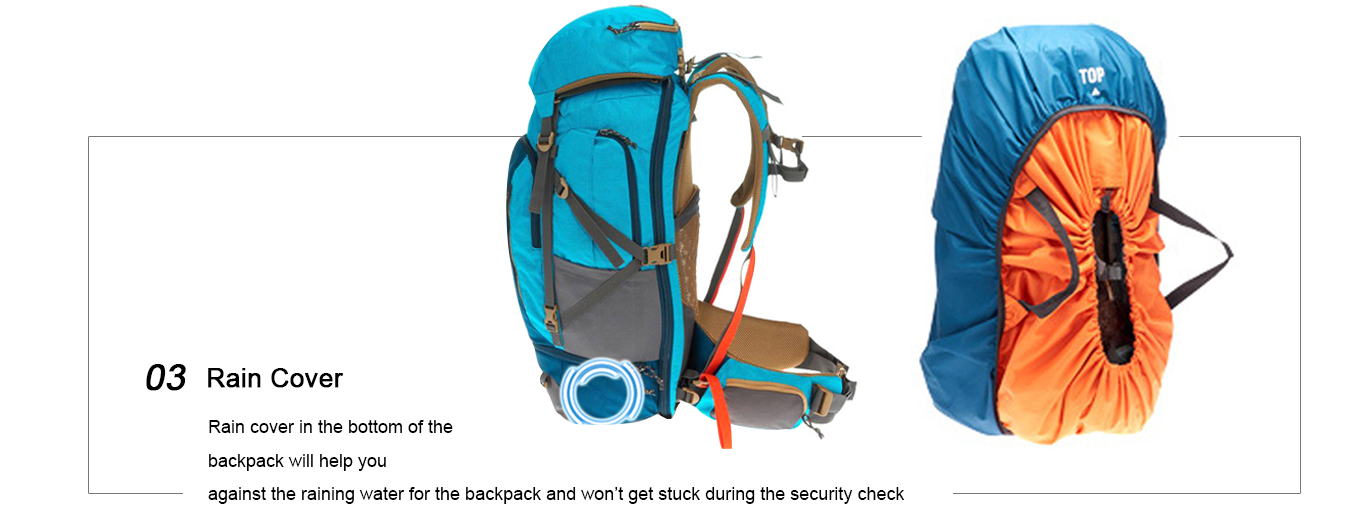 TOP
03 Rain Cover
Rain cover in the bottom of the
backpack will help you
against the raining water for the backpack and won't get stuck during the security check